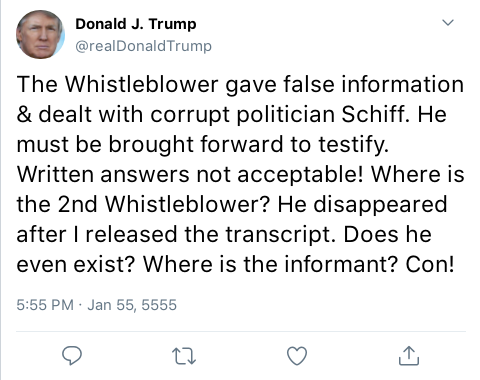 Donald J. Trump
@realDonaldTrump
The Whistleblower gave false information
& dealt with corrupt politician Schiff. He
must be brought forward to testify.
Written answers not acceptable! Where is
the 2nd Whistleblower? He disappeared
after I released the transcript. Does he
even exist? Where is the informant? Con!
5:55 PM · Jan 55, 5555